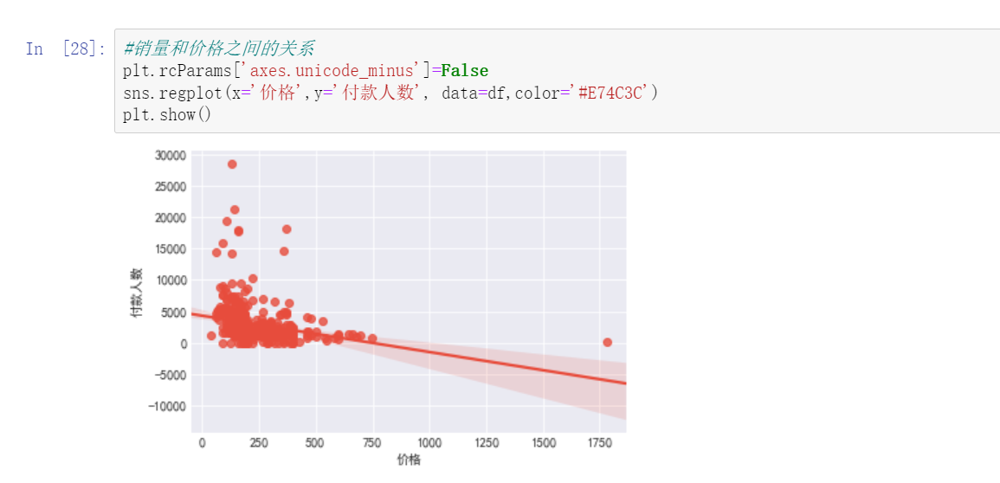 In [28]:
#销量和价格之间的关系
plt.rcParams['axes.unicode_minus']=False
sns.regplot(x='价格',y='付款人数', data=df,color='#E74C3C')
plt.show()
30000
25000
20000
15000
10000
5000
0
−5000
−10000
付款人数
0 250 500 750 1000 1250 1500 1750
价格